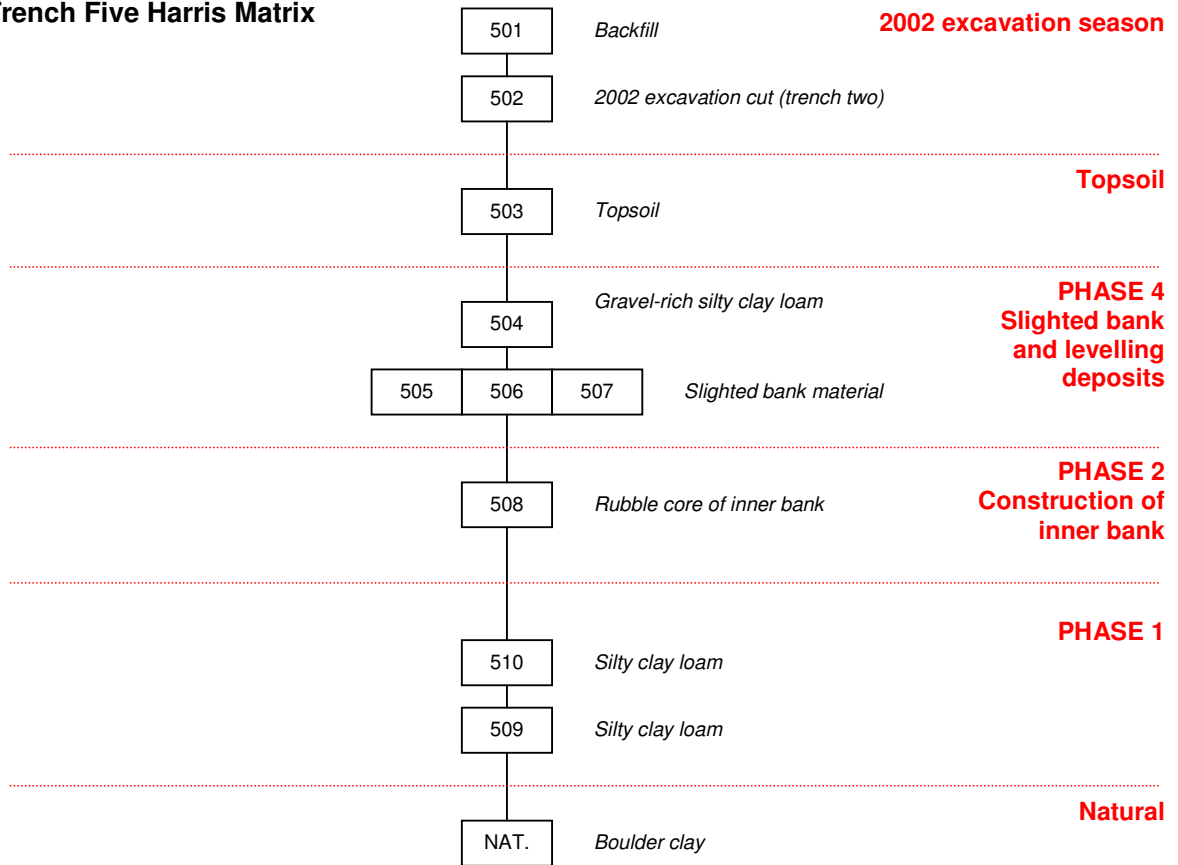 rench Five Harris Matrix
2002 excavation season
501 Backfill
502 2002 excavation cut (trench two)
Topsoil
503 Topsoil
PHASE 4
Slighted bank
and levelling
deposits
Gravel-rich silty clay loam
504
505 506 507 Slighted bank material
PHASE 2
Construction of
inner bank
508 Rubble core of inner bank
PHASE 1
510 Silty clay loam
509 Silty clay loam
Natural
NAT. Boulder clay